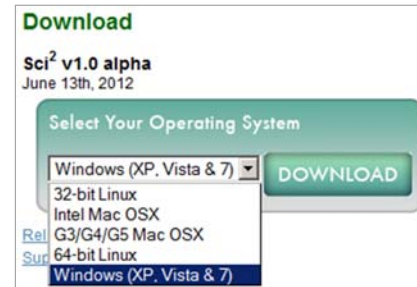 Download
Sci² v1.0 alpha
June 13th, 2012
Select Your Operating System
Windows (XP, Vista & 7)
DOWNLOAD
32-bit Linux
Intel Mac OSX
G3/G4/G5 Mac OSX
64-bit Linux
Windows (XP, Vista & 7)